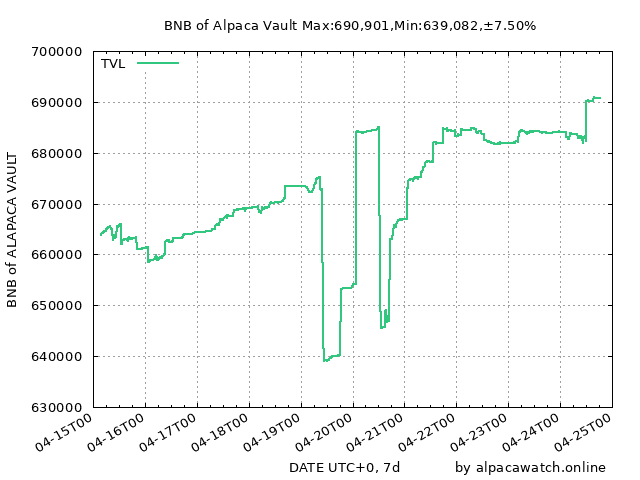 BNB of Alpaca Vault Max:690,901,Min:639,082,±7.50%
TVL
700000
690000
680000
670000
660000
650000
640000
630000
BNB of ALAPACA VAULT
04-15T00
04-16T00
04-17T00
04-18T00
04-19T00
04-20T00
04-21T00
04-22T00
04-23T00
04-24T00
04-25T00
DATE UTC+0, 7d
by alpacawatch.online